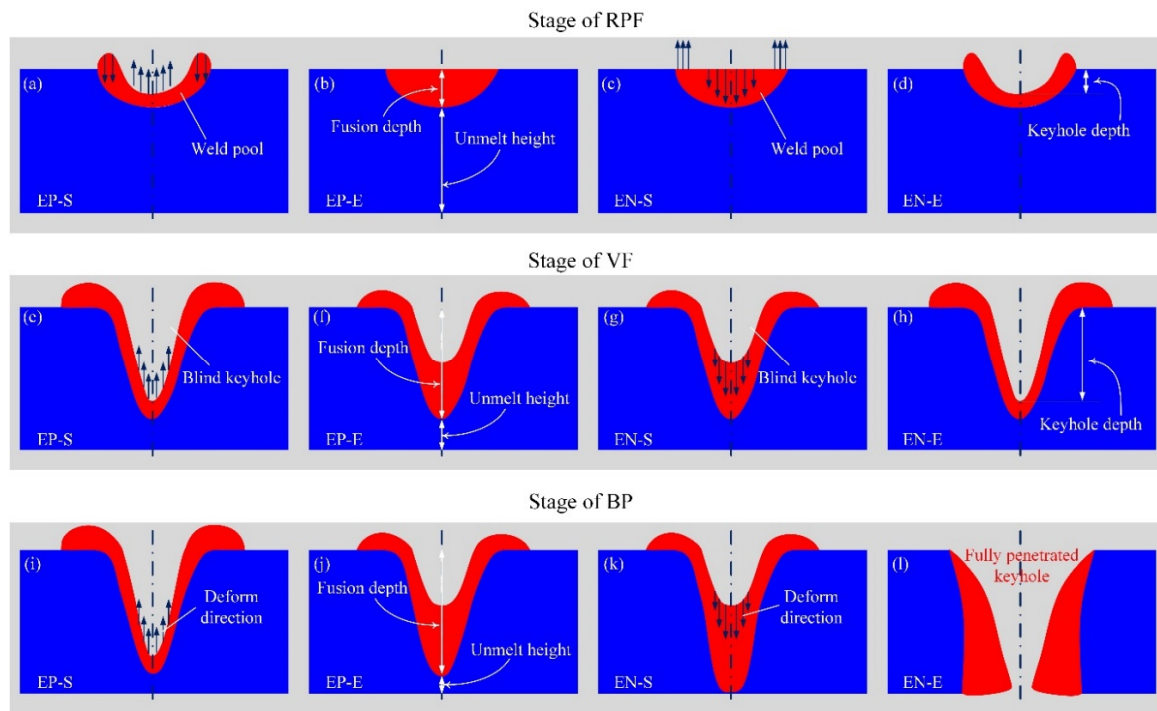 Stage of RPF
(a)
Weld pool
EP-S
(b)
Fusion depth
Unmelt height
EP-E
(c)
Weld pool
EN-S
(d)
Keyhole depth
EN-E
Stage of VF
(e)
Blind keyhole
EP-S
(f)
Fusion depth
Unmelt height
EP-E
(g)
Blind keyhole
EN-S
(h)
Keyhole depth
EN-E
Stage of BP
(i)
Deform
direction
EP-S
(j)
Fusion depth
Unmelt height
EP-E
(k)
Deform
direction
EN-S
(l)
Fully penetrated
keyhole
EN-E